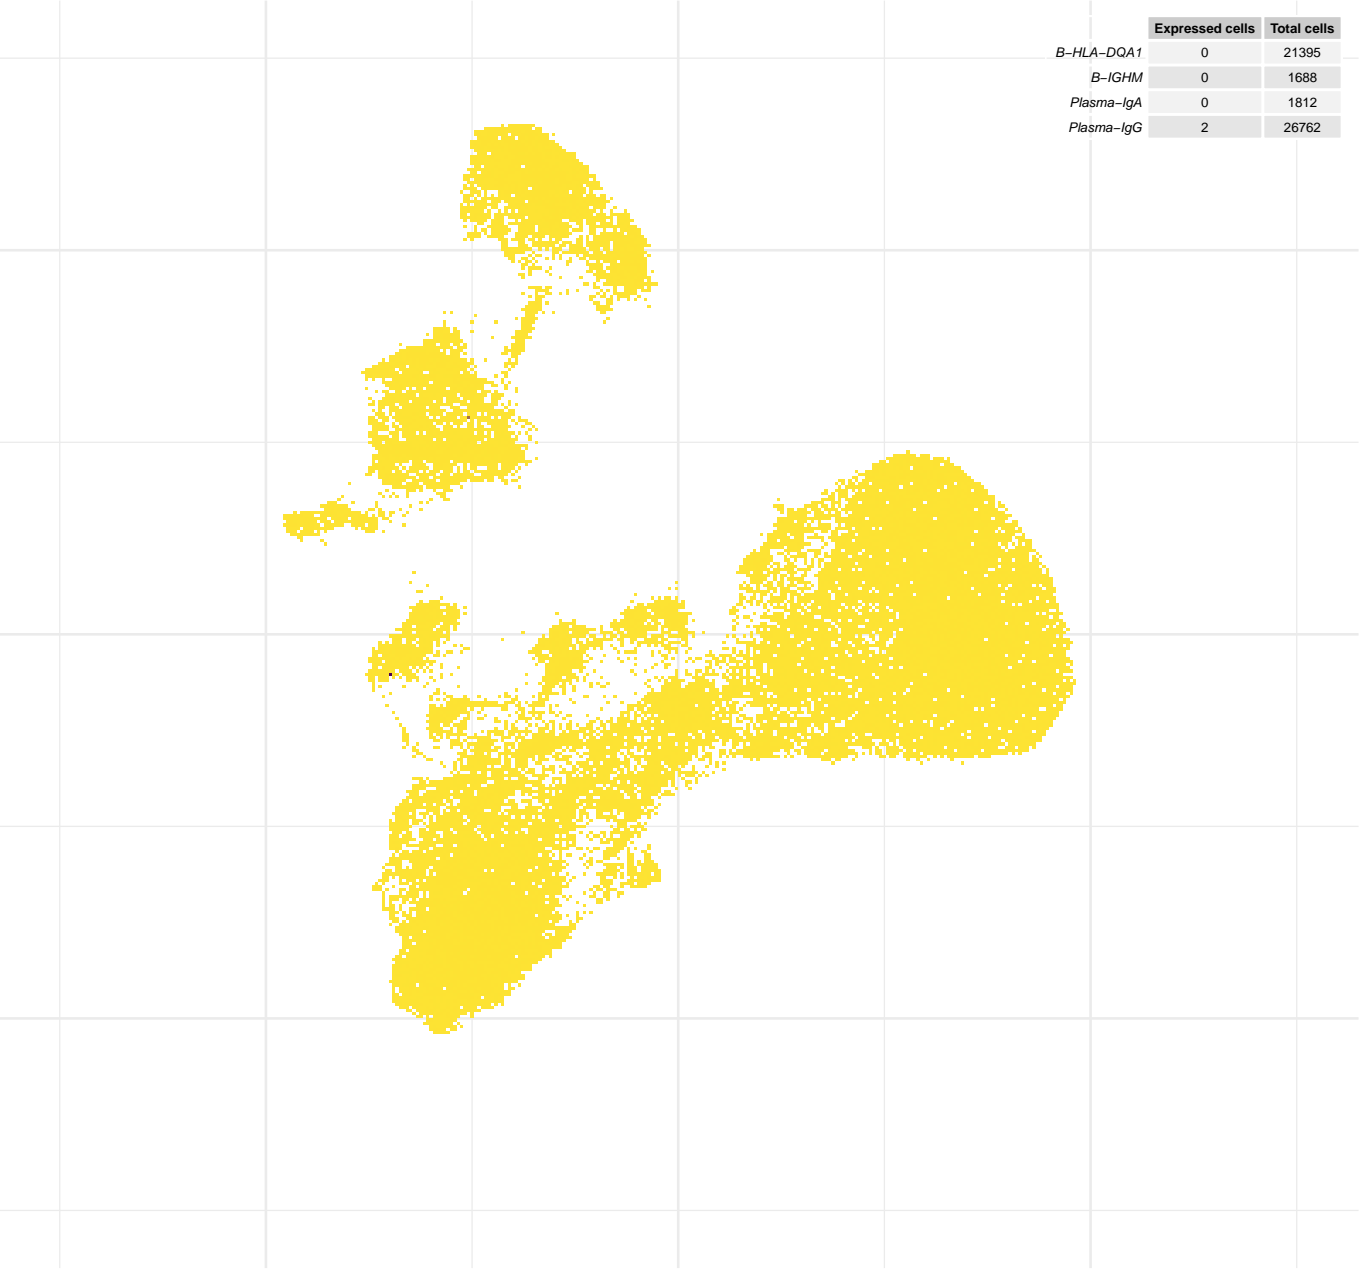 Expressed cells Total cells
B−HLA−DQA1 0 21395
B−IGHM 0 1688
Plasma−IgA 0 1812
Plasma−IgG 2 26762